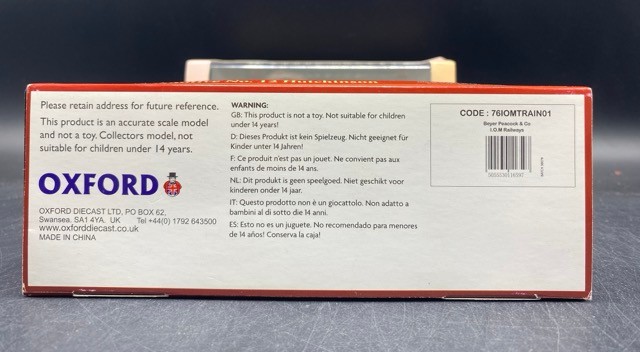 No. 12 Hutchinson
Please retain address for future reference.
This product is an accurate scale model
and not a toy. Collectors model, not
suitable for children under 14 years.
OXFORD
OXFORD DIECAST LTD, PO BOX 62,
Swansea. SA1 4YA. UK Tel +44(0) 1792 643500
www.oxforddiecast.co.uk
MADE IN CHINA
WARNING:
GB: This product is not a toy. Not suitable for children
under 14 years!
D: Dieses Produkt ist kein Spielzeug. Nicht geeignet für
Kinder unter 14 Jahren!
F: Ce produit n'est pas un jouet. Ne convient pas aux
enfants de moins de 14 ans.
NL: Dit produkt is geen speelgoed. Niet geschikt voor
kinderen onder 14 jaar.
IT: Questo prodotto non è un giocattolo. Non adatto a
bambini al di sotto die 14 anni.
ES: Esto no es un juguete. No recomendado para menores
de 14 años! Conserva la caja!
CODE : 76IOMTRAIN01
Beyer Peacock & Co
I.O.M Railways